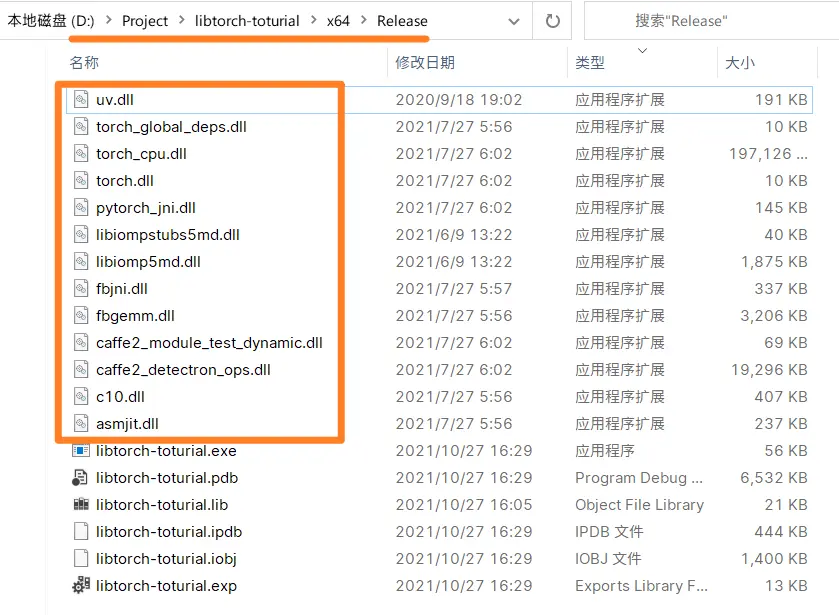 本地磁盘 (D:) > Project > libtorch-toturial > x64 > Release 搜索"Release"
名称 修改日期 类型 大小
uv.dll 2020/9/18 19:02 应用程序扩展 191 KB
torch_global_deps.dll 2021/7/27 5:56 应用程序扩展 10 KB
torch_cpu.dll 2021/7/27 6:02 应用程序扩展 197,126 ...
torch.dll 2021/7/27 6:02 应用程序扩展 10 KB
pytorch_jni.dll 2021/7/27 6:02 应用程序扩展 145 KB
libiompstubs5md.dll 2021/6/9 13:22 应用程序扩展 40 KB
libiomp5md.dll 2021/6/9 13:22 应用程序扩展 1,875 KB
fbjni.dll 2021/7/27 5:57 应用程序扩展 337 KB
fbgemm.dll 2021/7/27 5:56 应用程序扩展 3,206 KB
caffe2_module_test_dynamic.dll 2021/7/27 6:02 应用程序扩展 69 KB
caffe2_detectron_ops.dll 2021/7/27 6:02 应用程序扩展 19,296 KB
c10.dll 2021/7/27 5:56 应用程序扩展 407 KB
asmjit.dll 2021/7/27 5:56 应用程序扩展 237 KB
libtorch-toturial.exe 2021/10/27 16:29 应用程序 56 KB
libtorch-toturial.pdb 2021/10/27 16:29 Program Debug ... 6,532 KB
libtorch-toturial.lib 2021/10/27 16:05 Object File Library 21 KB
libtorch-toturial.ipdb 2021/10/27 16:29 IPDB 文件 444 KB
libtorch-toturial.iobj 2021/10/27 16:29 IOBJ 文件 1,400 KB
libtorch-toturial.exp 2021/10/27 16:29 Exports Library F... 13 KB